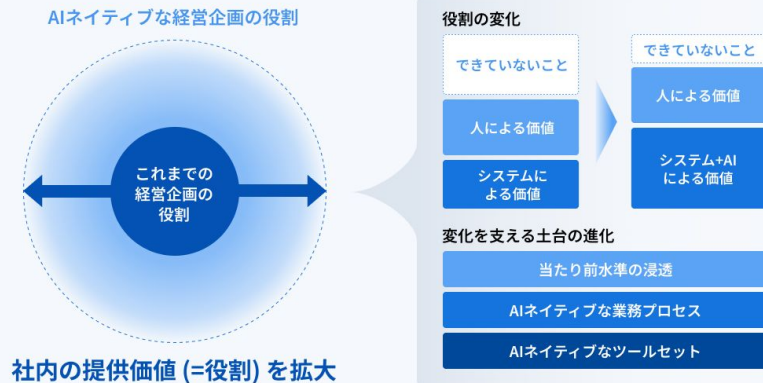 AIネイティブな経営企画の役割
これまでの
経営企画の
役割
社内の提供価値 (=役割) を拡大
役割の変化
できていないこと
人による価値
システムに
よる価値
できていないこと
人による価値
システム+AI
による価値
変化を支える土台の進化
当たり前水準の浸透
AIネイティブな業務プロセス
AIネイティブなツールセット